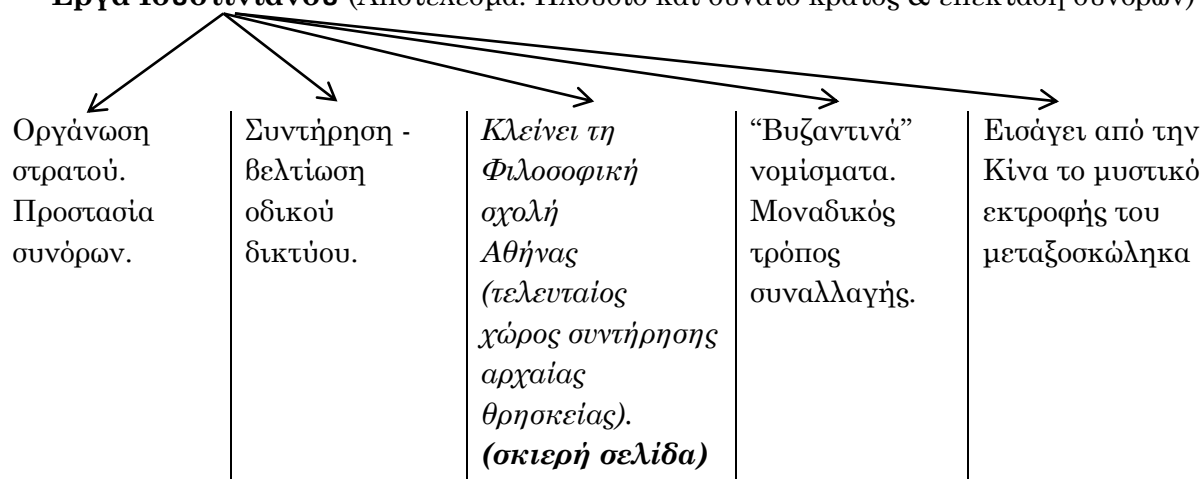 Έργα Ιουστινιανού (Αποτέλεσμα: Πλούσιο και δυνατό κράτος & επέκταση συνόρων)
Οργάνωση
στρατού.
Προστασία
συνόρων.
Συντήρηση -
βελτίωση
οδικού
δικτύου.
Κλείνει τη
Φιλοσοφική
σχολή
Αθήνας
(τελευταίος
χώρος συντήρησης
αρχαίας
θρησκείας).
(σκιερή σελίδα)
“Βυζαντινά”
νομίσματα.
Μοναδικός
τρόπος
συναλλαγής.
Εισάγει από την
Κίνα το μυστικό
εκτροφής του
μεταξοσκώληκα